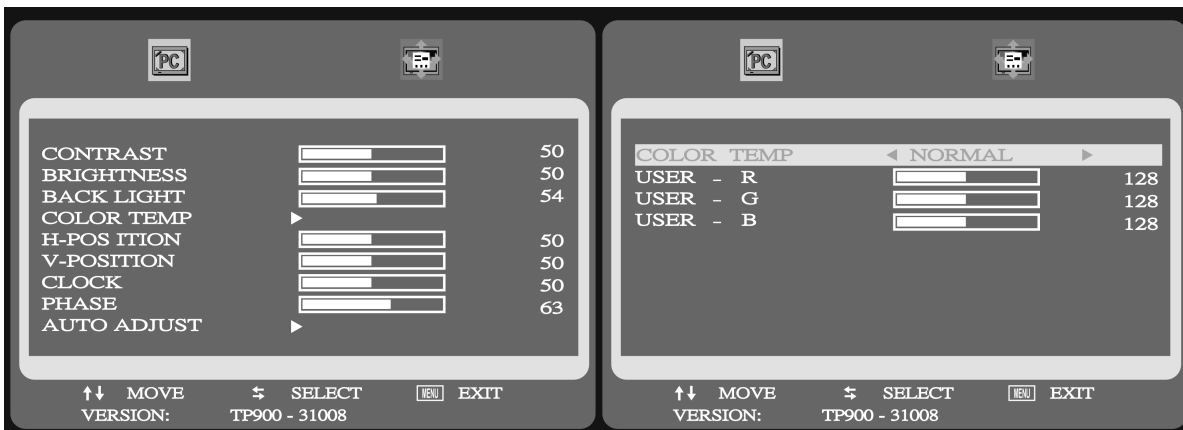 PC
CONTRAST 50
BRIGHTNESS 50
BACK LIGHT 54
COLOR TEMP
H-POS ITION 50
V-POSITION 50
CLOCK 50
PHASE 63
AUTO ADJUST
↑↓ MOVE ⇆ SELECT MENU EXIT
VERSION: TP900 - 31008
PC
COLOR TEMP ◀ NORMAL ▶
USER - R 128
USER - G 128
USER - B 128
↑↓ MOVE ⇆ SELECT MENU EXIT
VERSION: TP900 - 31008